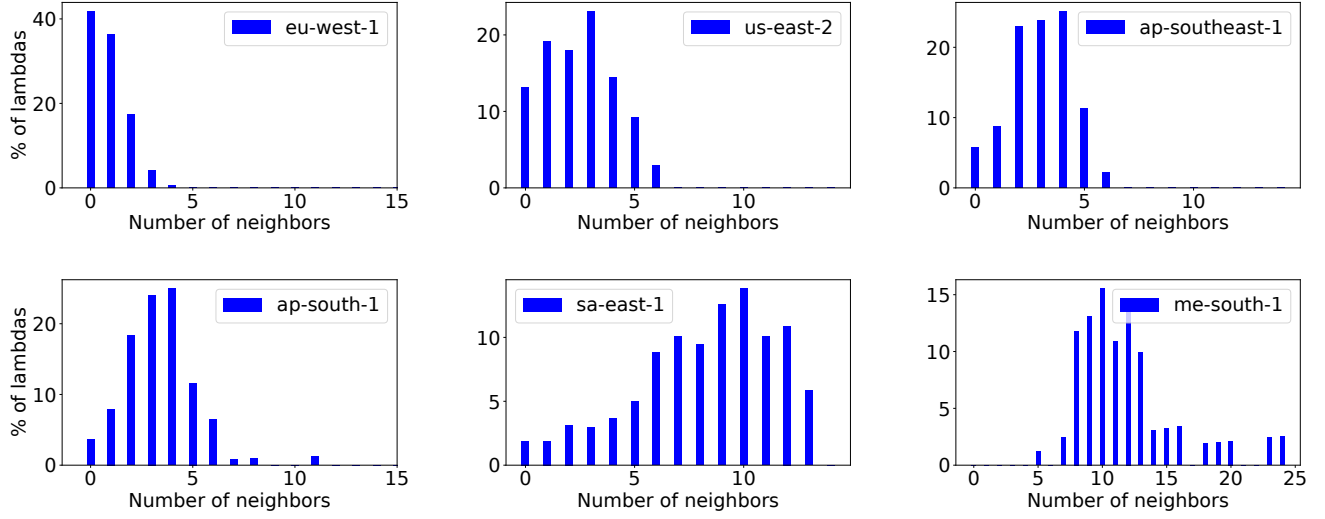 40
20
0
% of lambdas
eu-west-1
0 5 10 15
Number of neighbors
20
10
0
us-east-2
0 5 10
Number of neighbors
20
10
0
ap-southeast-1
0 5 10
Number of neighbors
20
10
0
% of lambdas
ap-south-1
0 5 10 15
Number of neighbors
10
5
0
sa-east-1
0 5 10
Number of neighbors
15
10
5
0
me-south-1
0 5 10 15 20 25
Number of neighbors